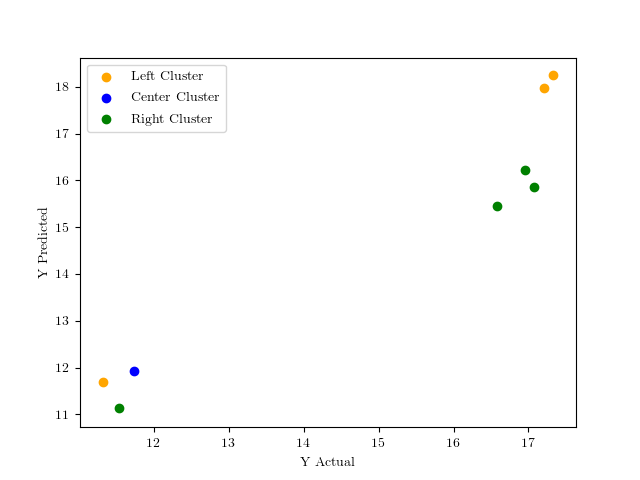 Left Cluster
Center Cluster
Right Cluster
18
17
16
15
14
13
12
11
Y Predicted
12 13 14 15 16 17
Y Actual